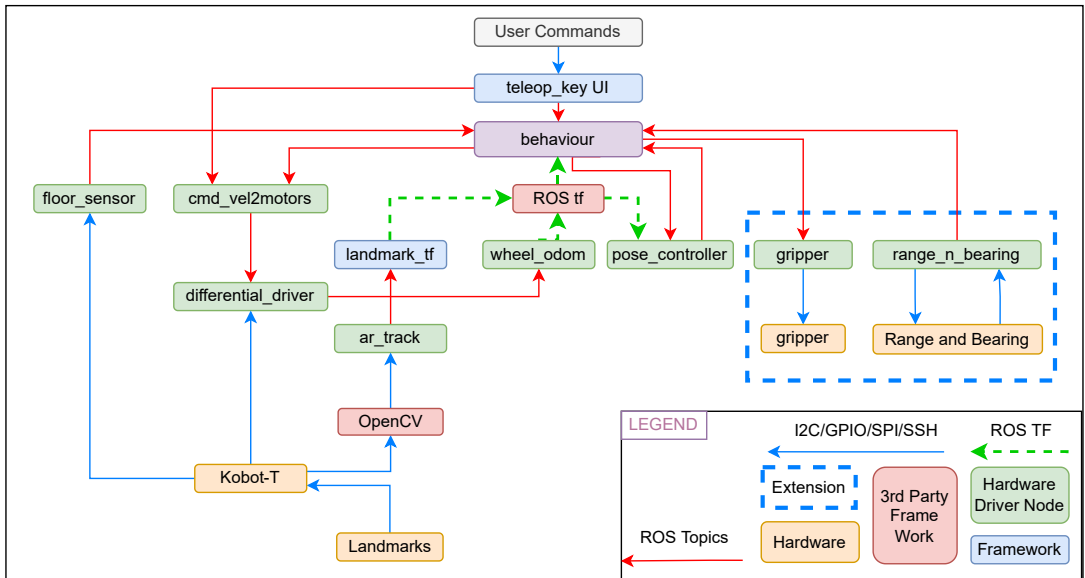 User Commands
teleop_key UI
behaviour
floor_sensor
cmd_vel2motors
ROS tf
landmark_tf
wheel_odom
pose_controller
gripper
range_n_bearing
differential_driver
ar_track
gripper
Range and Bearing
OpenCV
Kobot-T
Landmarks
LEGEND
I2C/GPIO/SPI/SSH
ROS TF
Extension
3rd Party
Frame
Work
Hardware
Driver Node
Hardware
ROS Topics
Framework